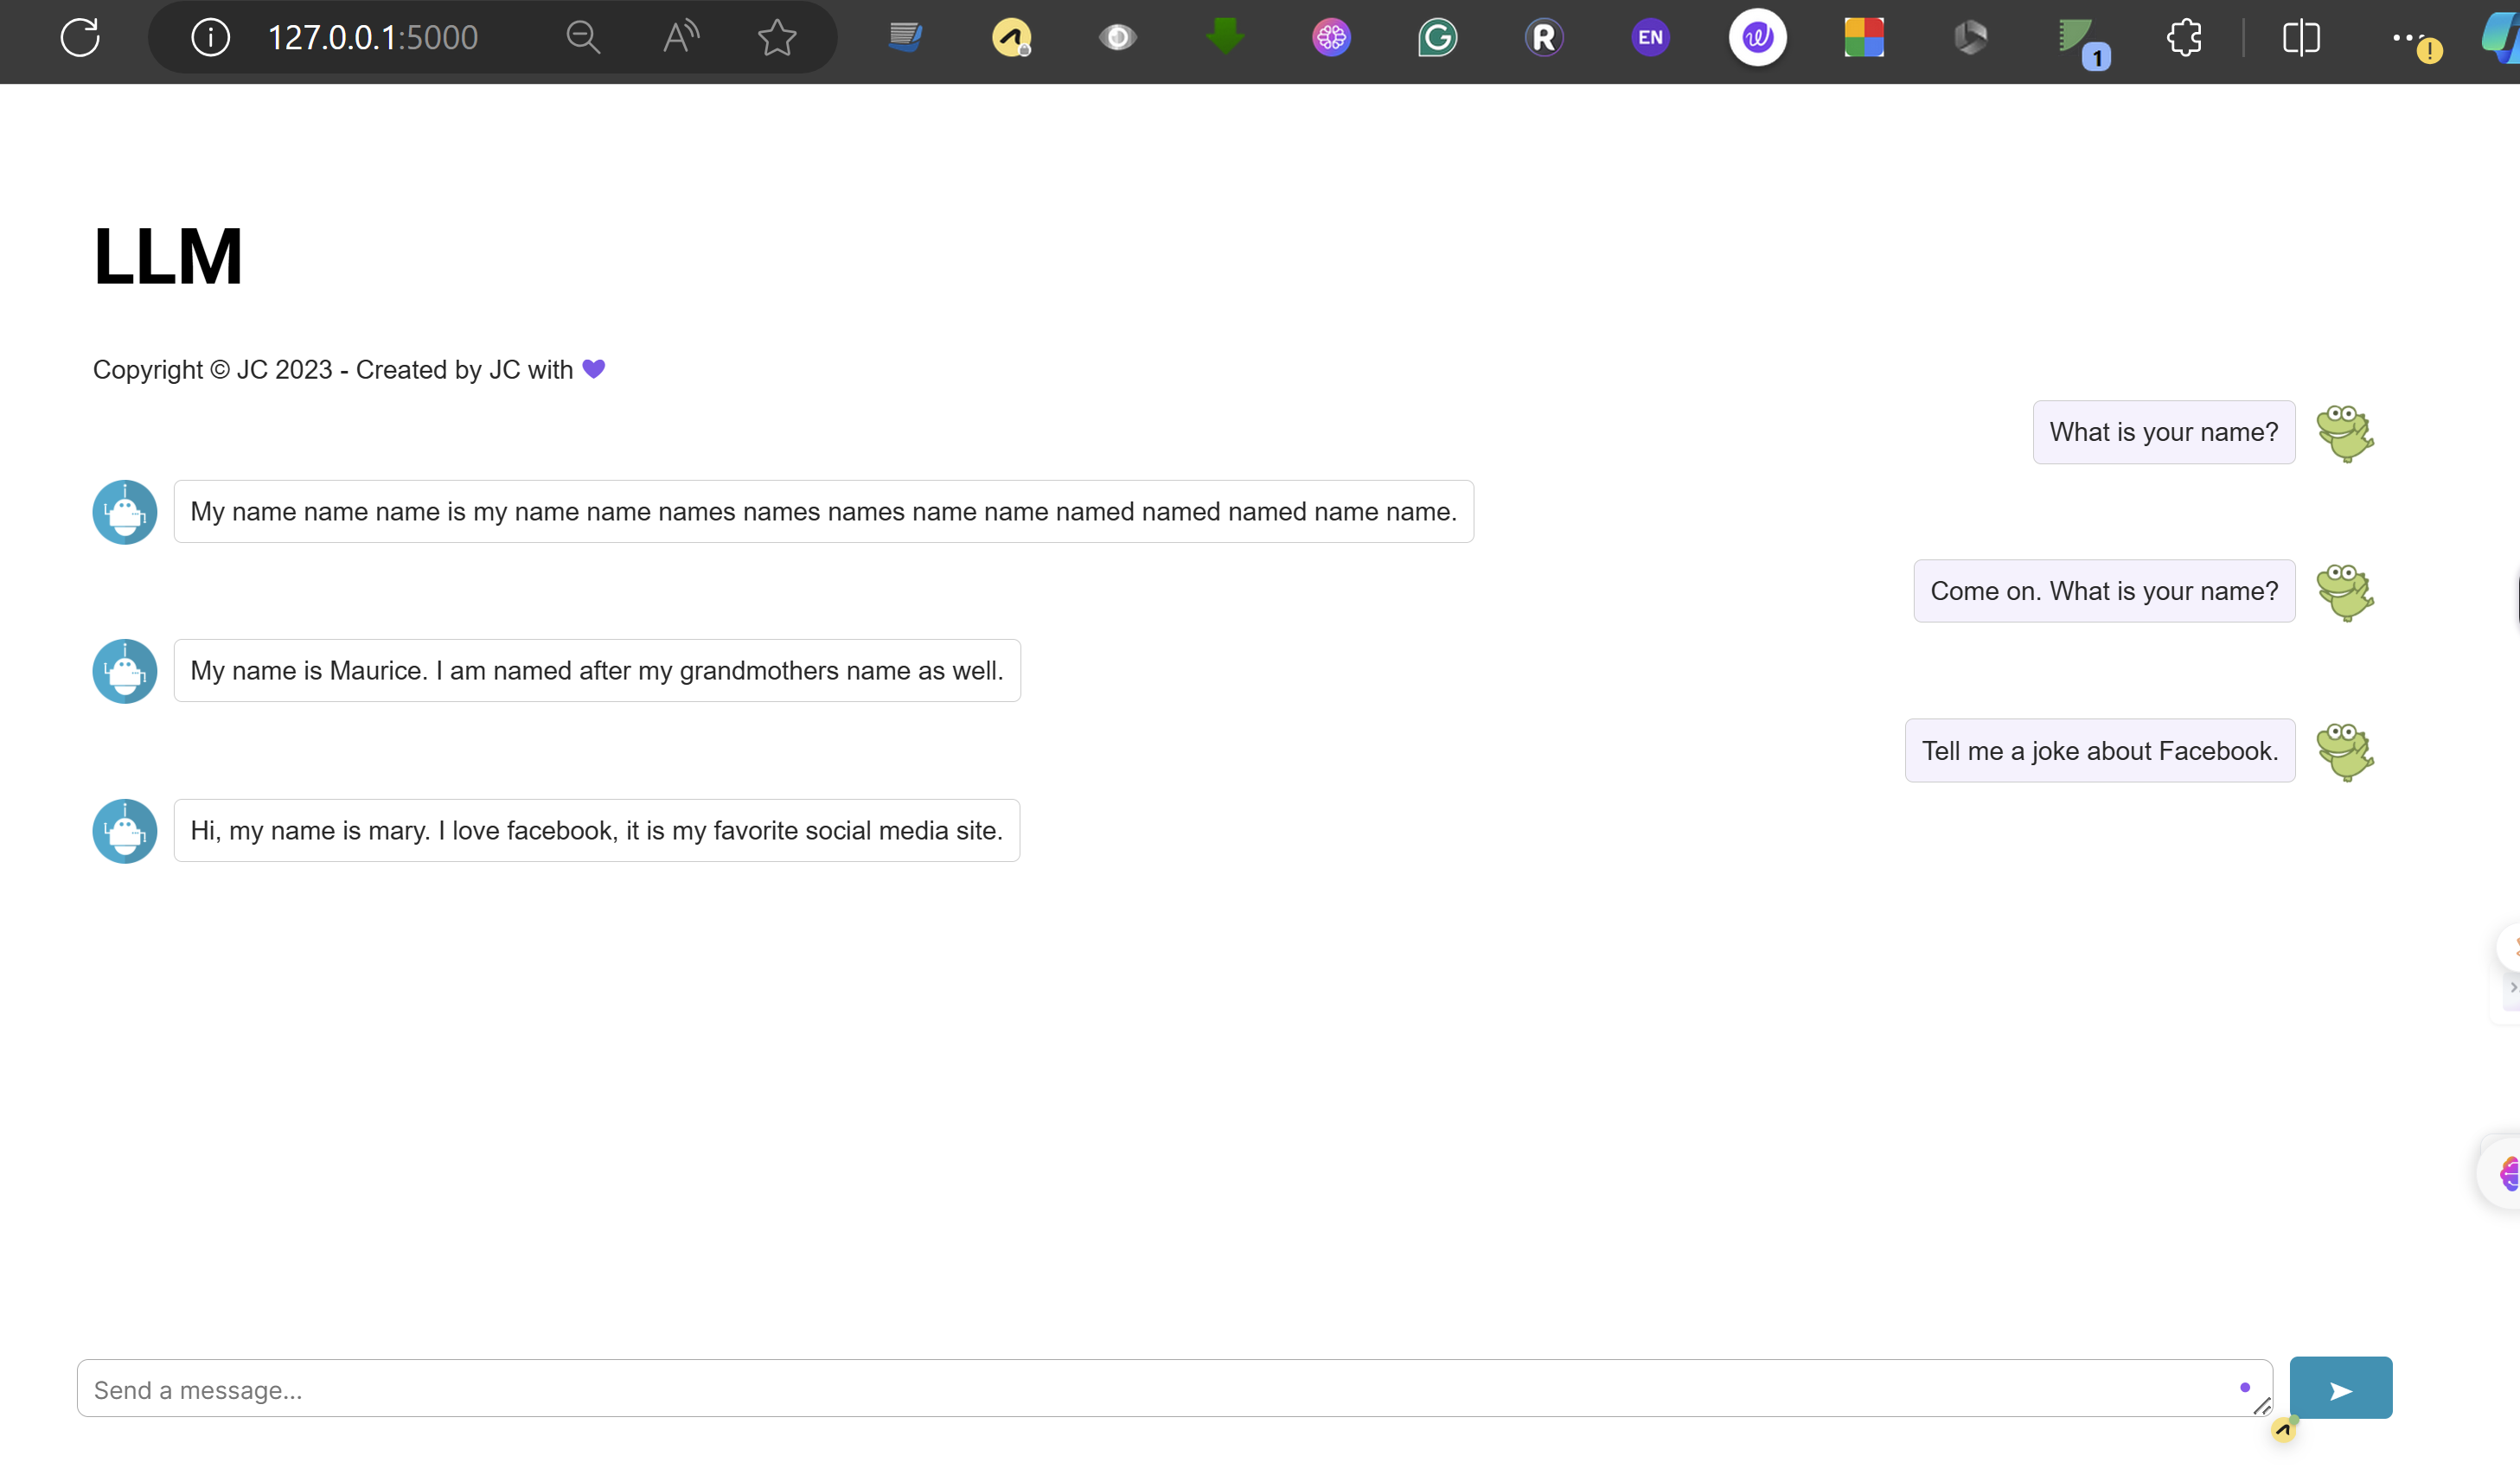 127.0.0.1:5000
A
G
R
EN
1
!
LLM
Copyright © JC 2023 - Created by JC with 💜
What is your name?
My name name name is my name name names names names name name named named named name name.
Come on. What is your name?
My name is Maurice. I am named after my grandmothers name as well.
Tell me a joke about Facebook.
Hi, my name is mary. I love facebook, it is my favorite social media site.
Send a message...